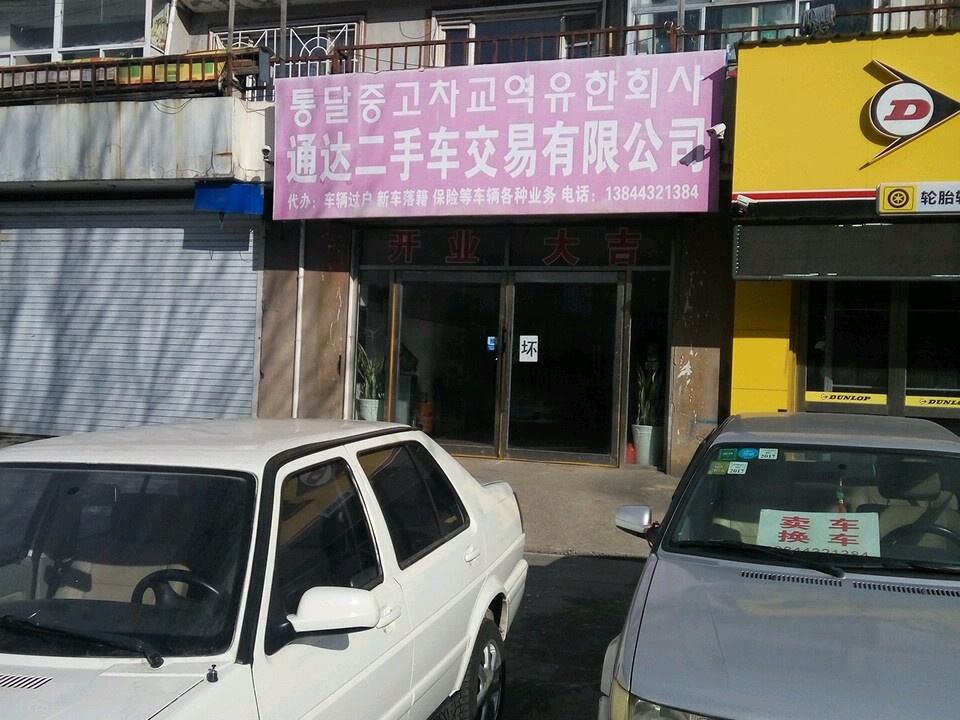 통달중고차교역유한회사
通达二手车交易有限公司
代办：车辆过户 新车落籍 保险等车辆各种业务 电话：13844321384
开业 大吉
坏
D
轮胎
DUNLOP
DUNLOP
2017
2017
卖车
换车
13844321384